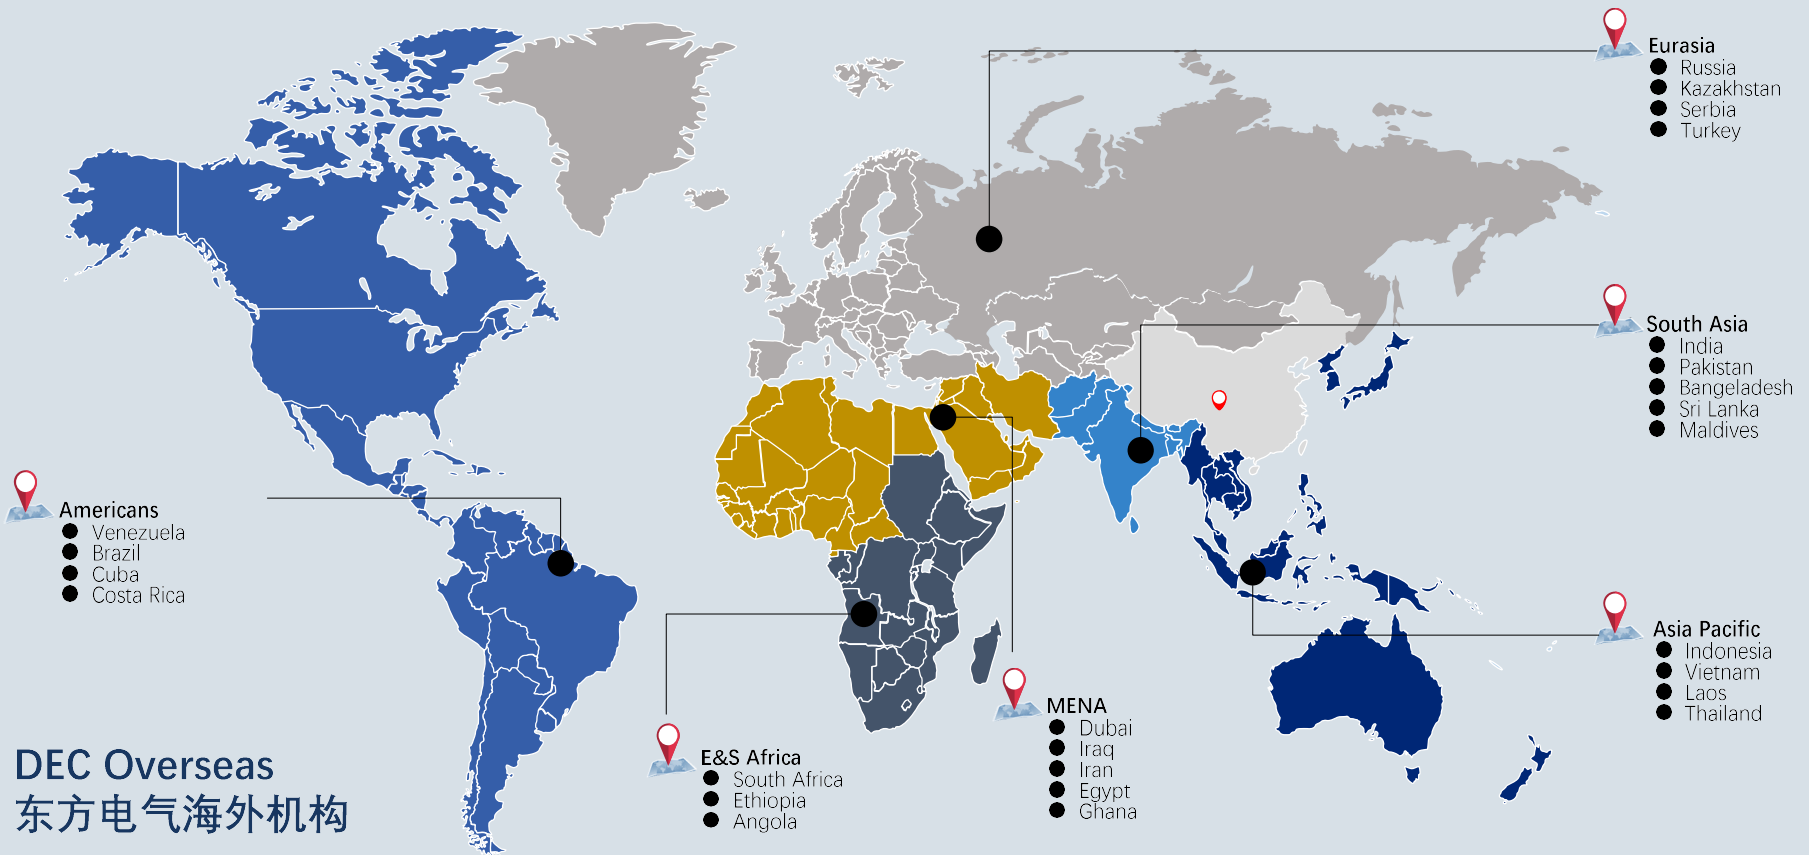 Eurasia
Russia
Kazakhstan
Serbia
Turkey
South Asia
India
Pakistan
Bangeladesh
Sri Lanka
Maldives
Americans
Venezuela
Brazil
Cuba
Costa Rica
Asia Pacific
Indonesia
Vietnam
Laos
Thailand
MENA
Dubai
Iraq
Iran
Egypt
Ghana
E&S Africa
South Africa
Ethiopia
Angola
DEC Overseas
东方电气海外机构